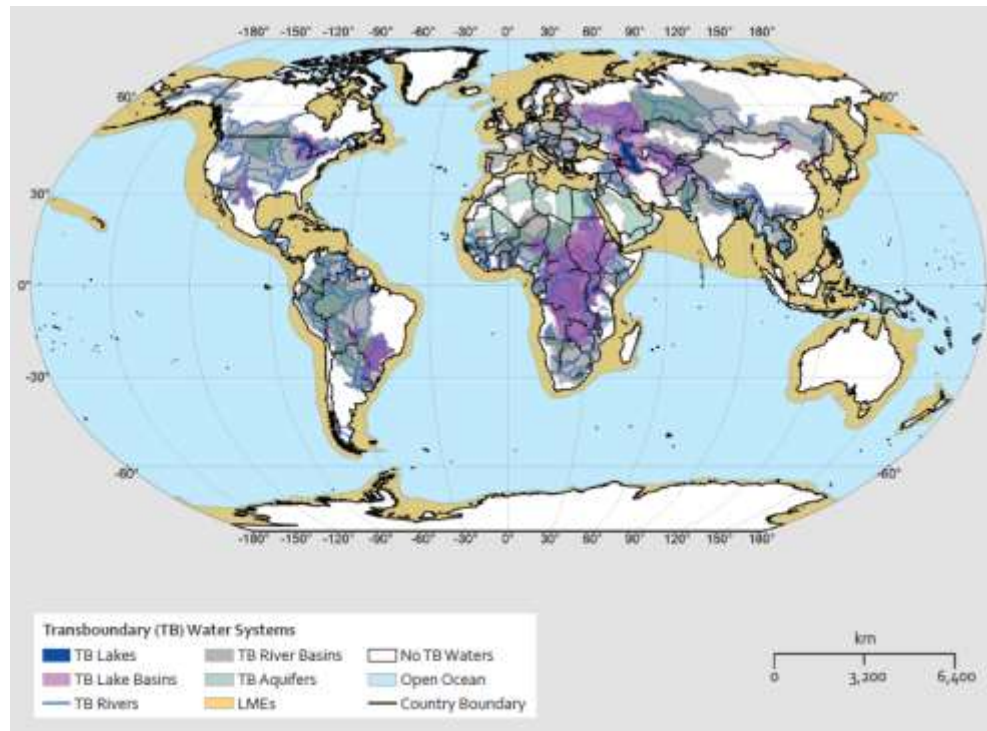 -180° -150° -120° -90° -60° -30° 0° 30° 60° 90° 120° 150° 180°
60° 60°
30° 30°
0° 0°
-30° -30°
-60° -60°
-180° -150° -120° -90° -60° -30° 0° 30° 60° 90° 120° 150° 180°
Transboundary (TB) Water Systems
TB Lakes TB River Basins No TB Waters
TB Lake Basins TB Aquifers Open Ocean
TB Rivers LMEs Country Boundary
km
0 3,200 6,400